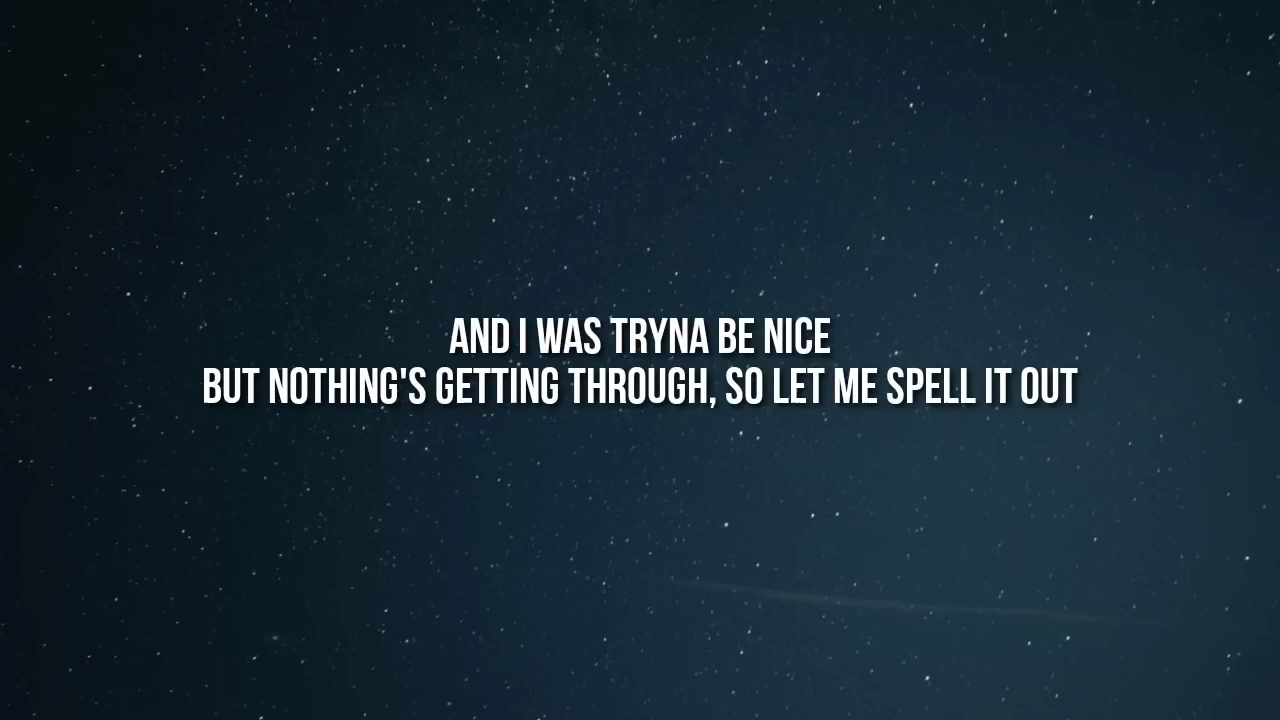 AND I WAS TRYNA BE NICE
BUT NOTHING'S GETTING THROUGH, SO LET ME SPELL IT OUT